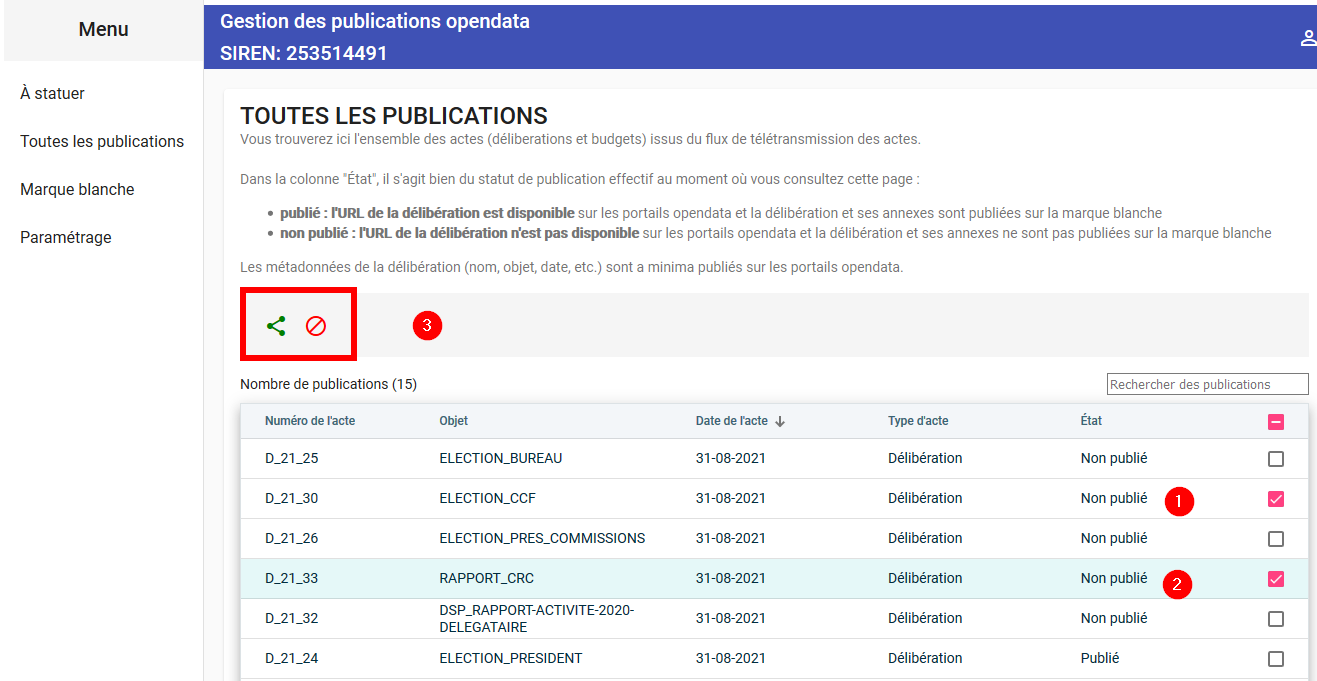 Menu
À statuer
Toutes les publications
Marque blanche
Paramétrage
Gestion des publications opendata
SIREN: 253514491
TOUTES LES PUBLICATIONS
Vous trouverez ici l'ensemble des actes (déliberations et budgets) issus du flux de télétransmission des actes.
Dans la colonne "État", il s'agit bien du statut de publication effectif au moment où vous consultez cette page :
• publié : l'URL de la délibération est disponible sur les portails opendata et la délibération et ses annexes sont publiées sur la marque blanche
• non publié : l'URL de la délibération n'est pas disponible sur les portails opendata et la délibération et ses annexes ne sont pas publiées sur la marque blanche
Les métadonnées de la délibération (nom, objet, date, etc.) sont a minima publiés sur les portails opendata.
3
Nombre de publications (15) Rechercher des publications
Numéro de l'acte Objet Date de l'acte ↓ Type d'acte État
D_21_25 ELECTION_BUREAU 31-08-2021 Délibération Non publié
D_21_30 ELECTION_CCF 31-08-2021 Délibération Non publié 1
D_21_26 ELECTION_PRES_COMMISSIONS 31-08-2021 Délibération Non publié
D_21_33 RAPPORT_CRC 31-08-2021 Délibération Non publié 2
D_21_32 DSP_RAPPORT-ACTIVITE-2020-
DELEGATAIRE 31-08-2021 Délibération Non publié
D_21_24 ELECTION_PRESIDENT 31-08-2021 Délibération Publié